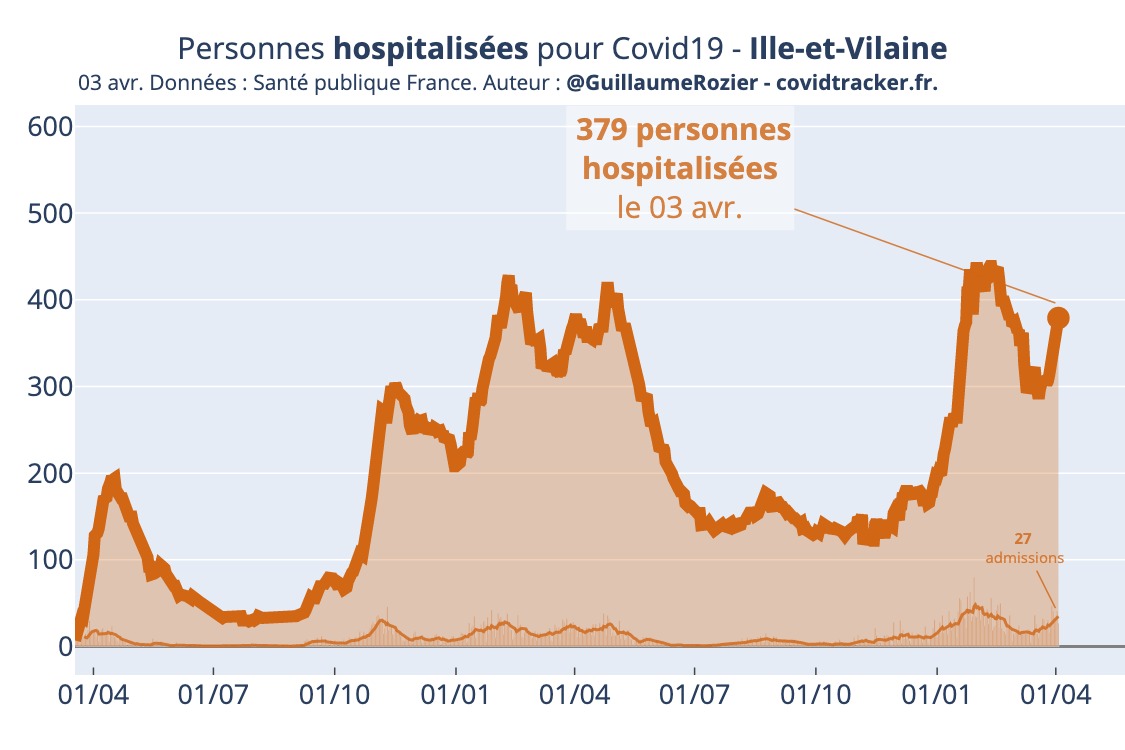 Personnes hospitalisées pour Covid19 - Ille-et-Vilaine
03 avr. Données : Santé publique France. Auteur : @GuillaumeRozier - covidtracker.fr.
600
379 personnes
hospitalisées
le 03 avr.
500
400
300
200
100
27
admissions
0
01/04 01/07 01/10 01/01 01/04 01/07 01/10 01/01 01/04